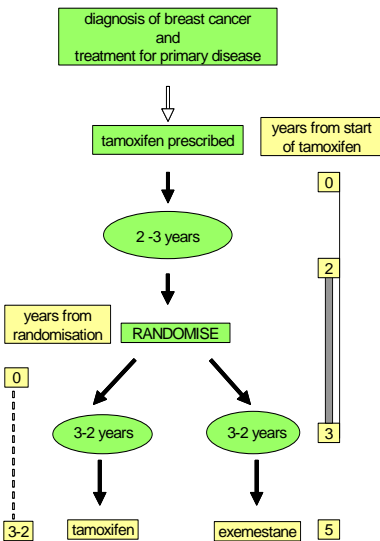 diagnosis of breast cancer
and
treatment for primary disease
tamoxifen prescribed
years from start
of tamoxifen
0
2 -3 years
2
years from
randomisation
RANDOMISE
0
3-2 years
3-2 years
3
3-2
tamoxifen
exemestane
5